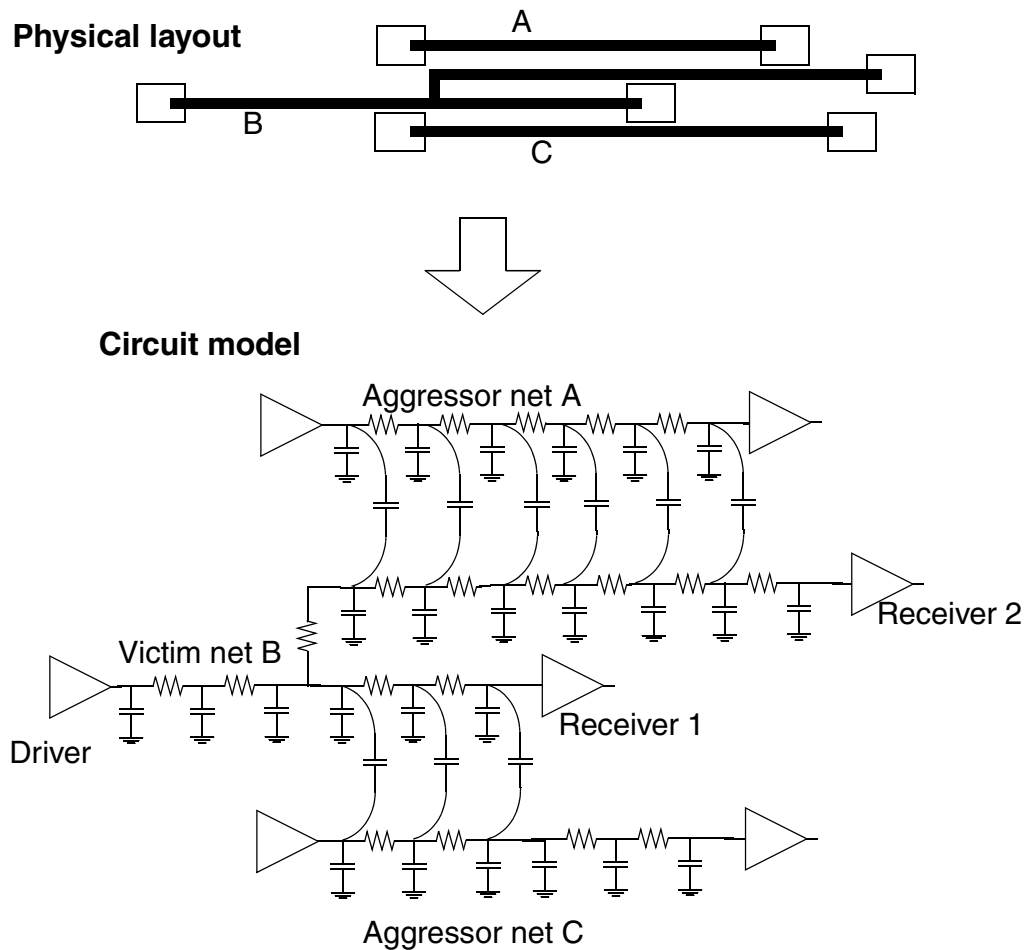 Physical layout
A
B
C
Circuit model
Aggressor net A
Receiver 2
Victim net B
Receiver 1
Driver
Aggressor net C